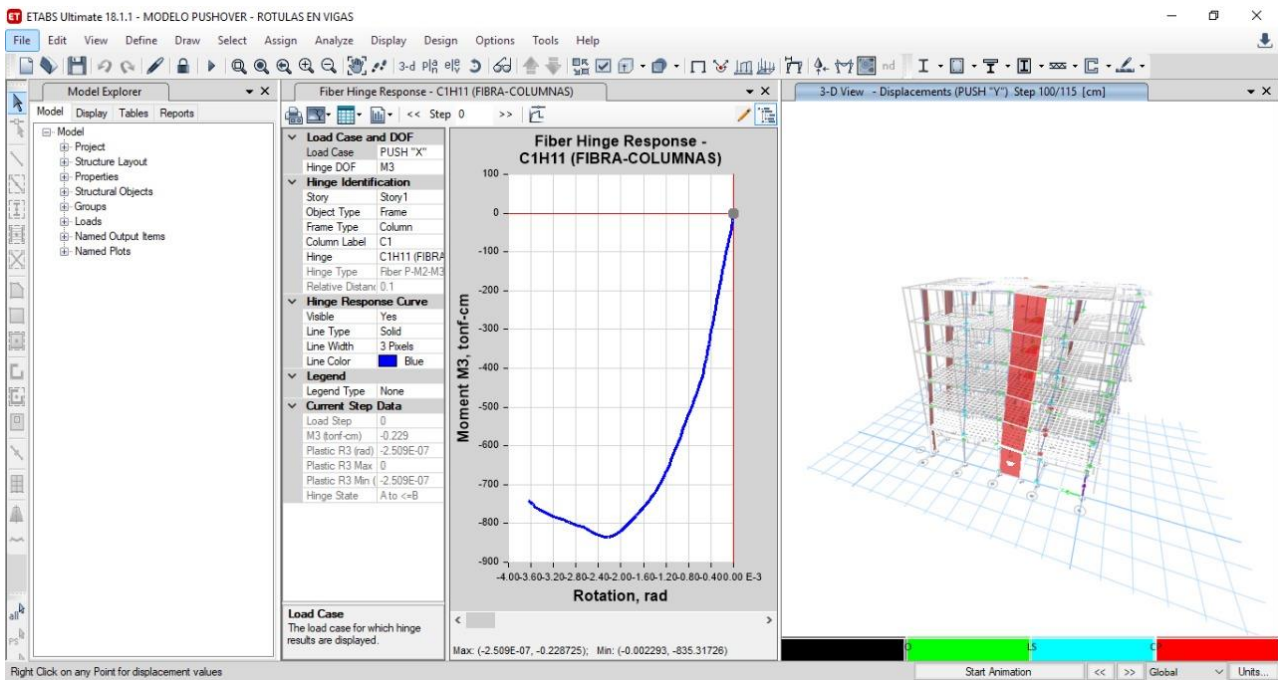 ETABS Ultimate 18.1.1 - MODELO PUSHOVER - ROTULAS EN VIGAS
File Edit View Define Draw Select Assign Analyze Display Design Options Tools Help
3-d
nd
Model Explorer
Model Display Tables Reports
Model
Project
Structure Layout
Properties
Structural Objects
Groups
Loads
Named Output Items
Named Plots
all
Fiber Hinge Response - C1H11 (FIBRA-COLUMNAS)
<< Step 0 >>
Load Case and DOF
Load Case PUSH "X"
Hinge DOF M3
Hinge Identification
Story Story1
Object Type Frame
Frame Type Column
Column Label C1
Hinge C1H11 (FIBRA
Hinge Type Fiber P-M2-M3
Relative Distanc 0.1
Hinge Response Curve
Visible Yes
Line Type Solid
Line Width 3 Pixels
Line Color Blue
Legend
Legend Type None
Current Step Data
Load Step 0
M3 (tonf-cm) -0.229
Plastic R3 (rad) -2.509E-07
Plastic R3 Max 0
Plastic R3 Min ( -2.509E-07
Hinge State A to <=B
Load Case
The load case for which hinge
results are displayed.
Fiber Hinge Response -
C1H11 (FIBRA-COLUMNAS)
100
0
-100
-200
-300
-400
-500
-600
-700
-800
-900
Moment M3, tonf-cm
-4.00 -3.60 -3.20 -2.80 -2.40 -2.00 -1.60 -1.20 -0.80 -0.40 0.00 E-3
Rotation, rad
Max: (-2.509E-07, -0.228725); Min: (-0.002293, -835.31726)
3-D View - Displacements (PUSH "Y") Step 100/115 [cm]
LS
Right Click on any Point for displacement values
Start Animation << >> Global Units...